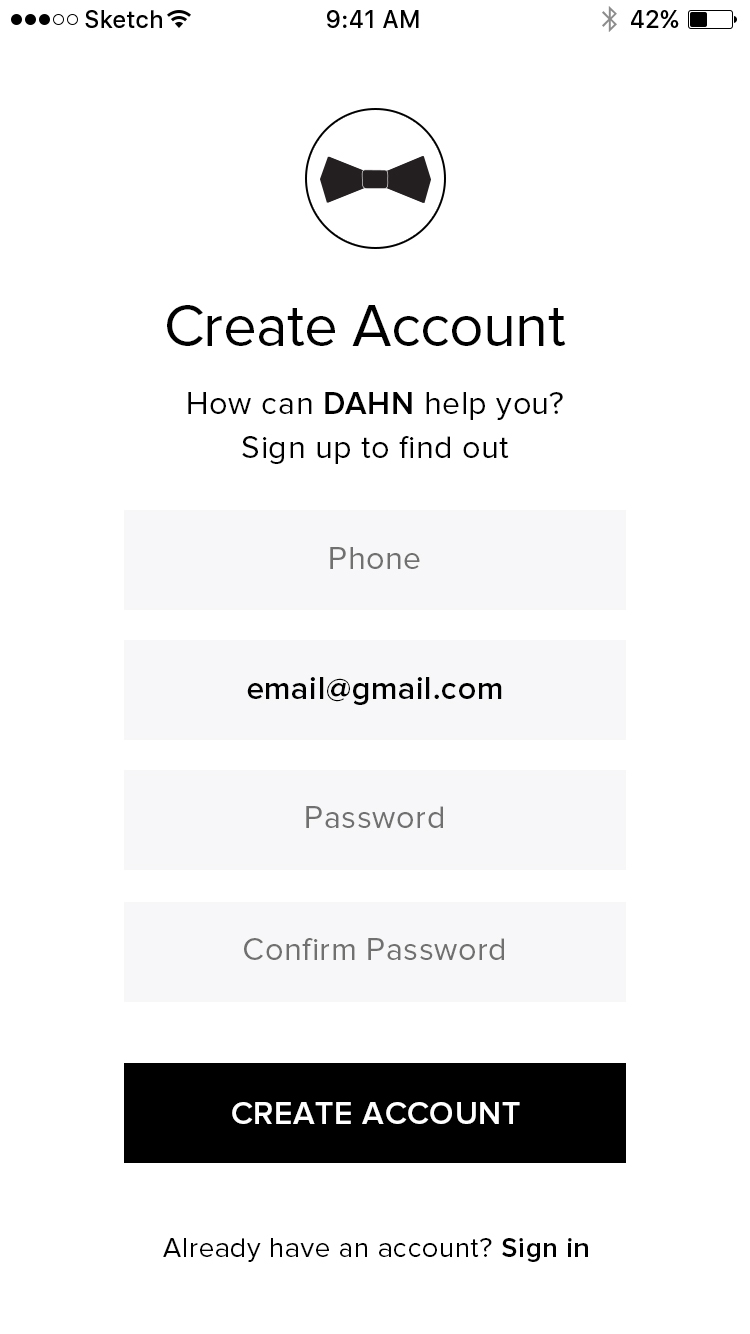 Sketch 9:41 AM 42%
Create Account
How can DAHN help you?
Sign up to find out
Phone
email@gmail.com
Password
Confirm Password
CREATE ACCOUNT
Already have an account? Sign in